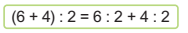 (6 + 4) : 2 = 6 : 2 + 4 : 2